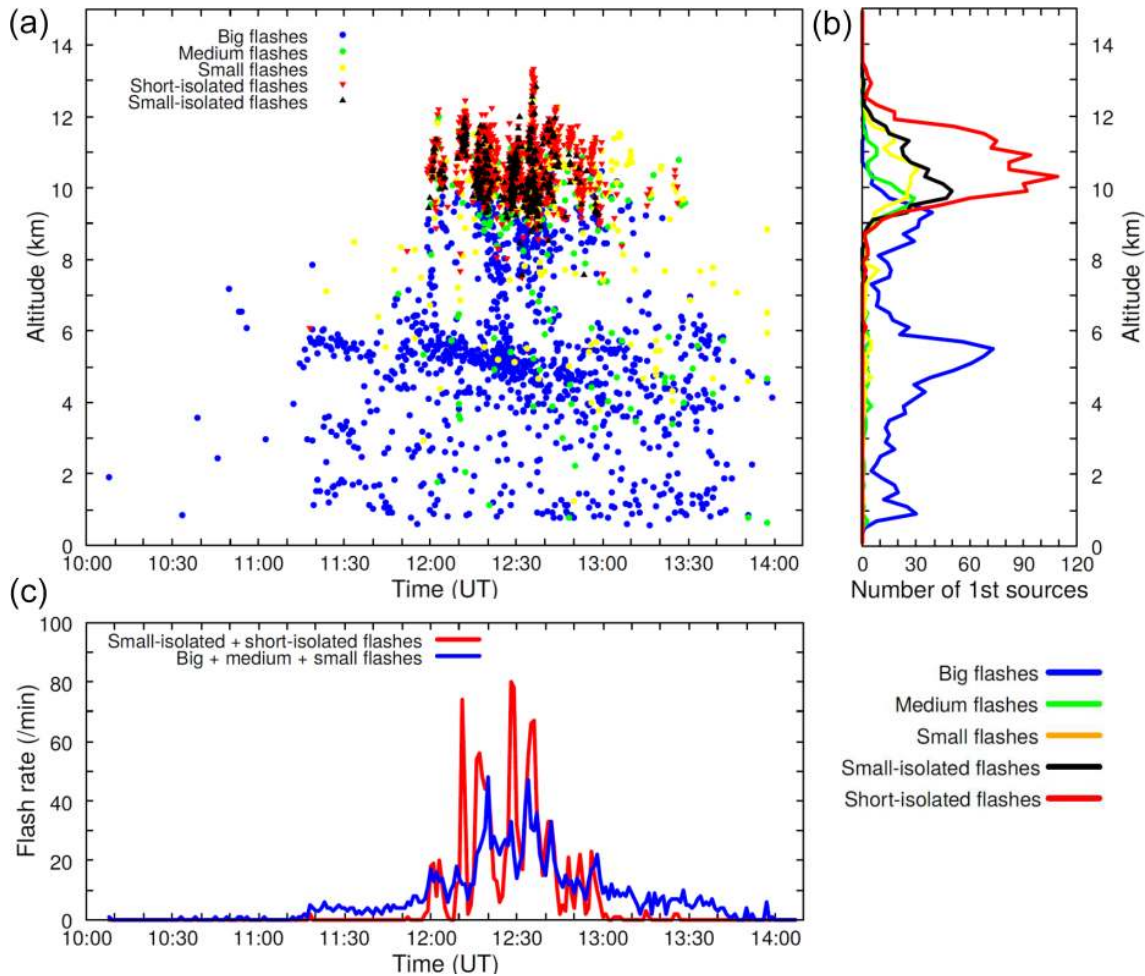 (a)
Big flashes
Medium flashes
Small flashes
Short-isolated flashes
Small-isolated flashes
14
12
10
8
6
4
2
0
Altitude (km)
10:00 10:30 11:00 11:30 12:00 12:30 13:00 13:30 14:00
Time (UT)
(b)
14
12
10
8
6
4
2
0
Altitude (km)
0 30 60 90 120
Number of 1st sources
(c)
100
80
60
40
20
0
Flash rate (/min)
Small-isolated + short-isolated flashes
Big + medium + small flashes
10:00 10:30 11:00 11:30 12:00 12:30 13:00 13:30 14:00
Time (UT)
Big flashes
Medium flashes
Small flashes
Small-isolated flashes
Short-isolated flashes